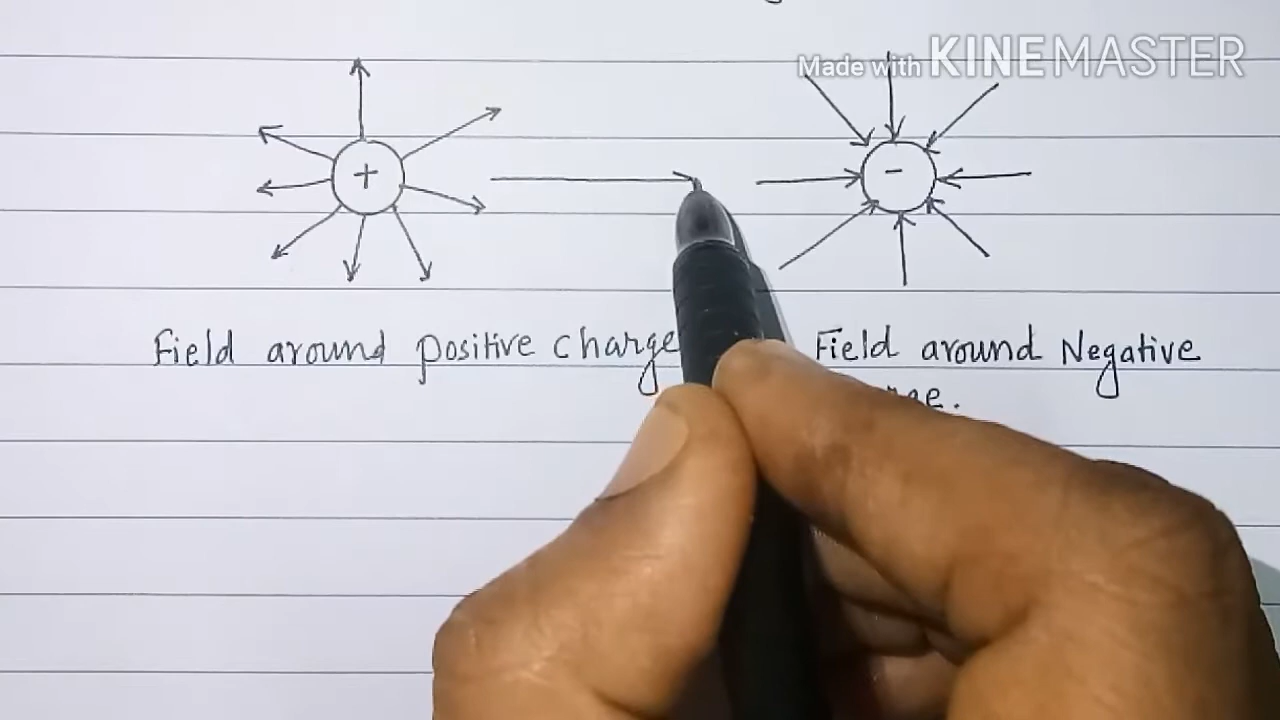 Made with KINEMASTER
+
-
Field around positive charge
Field around Negative